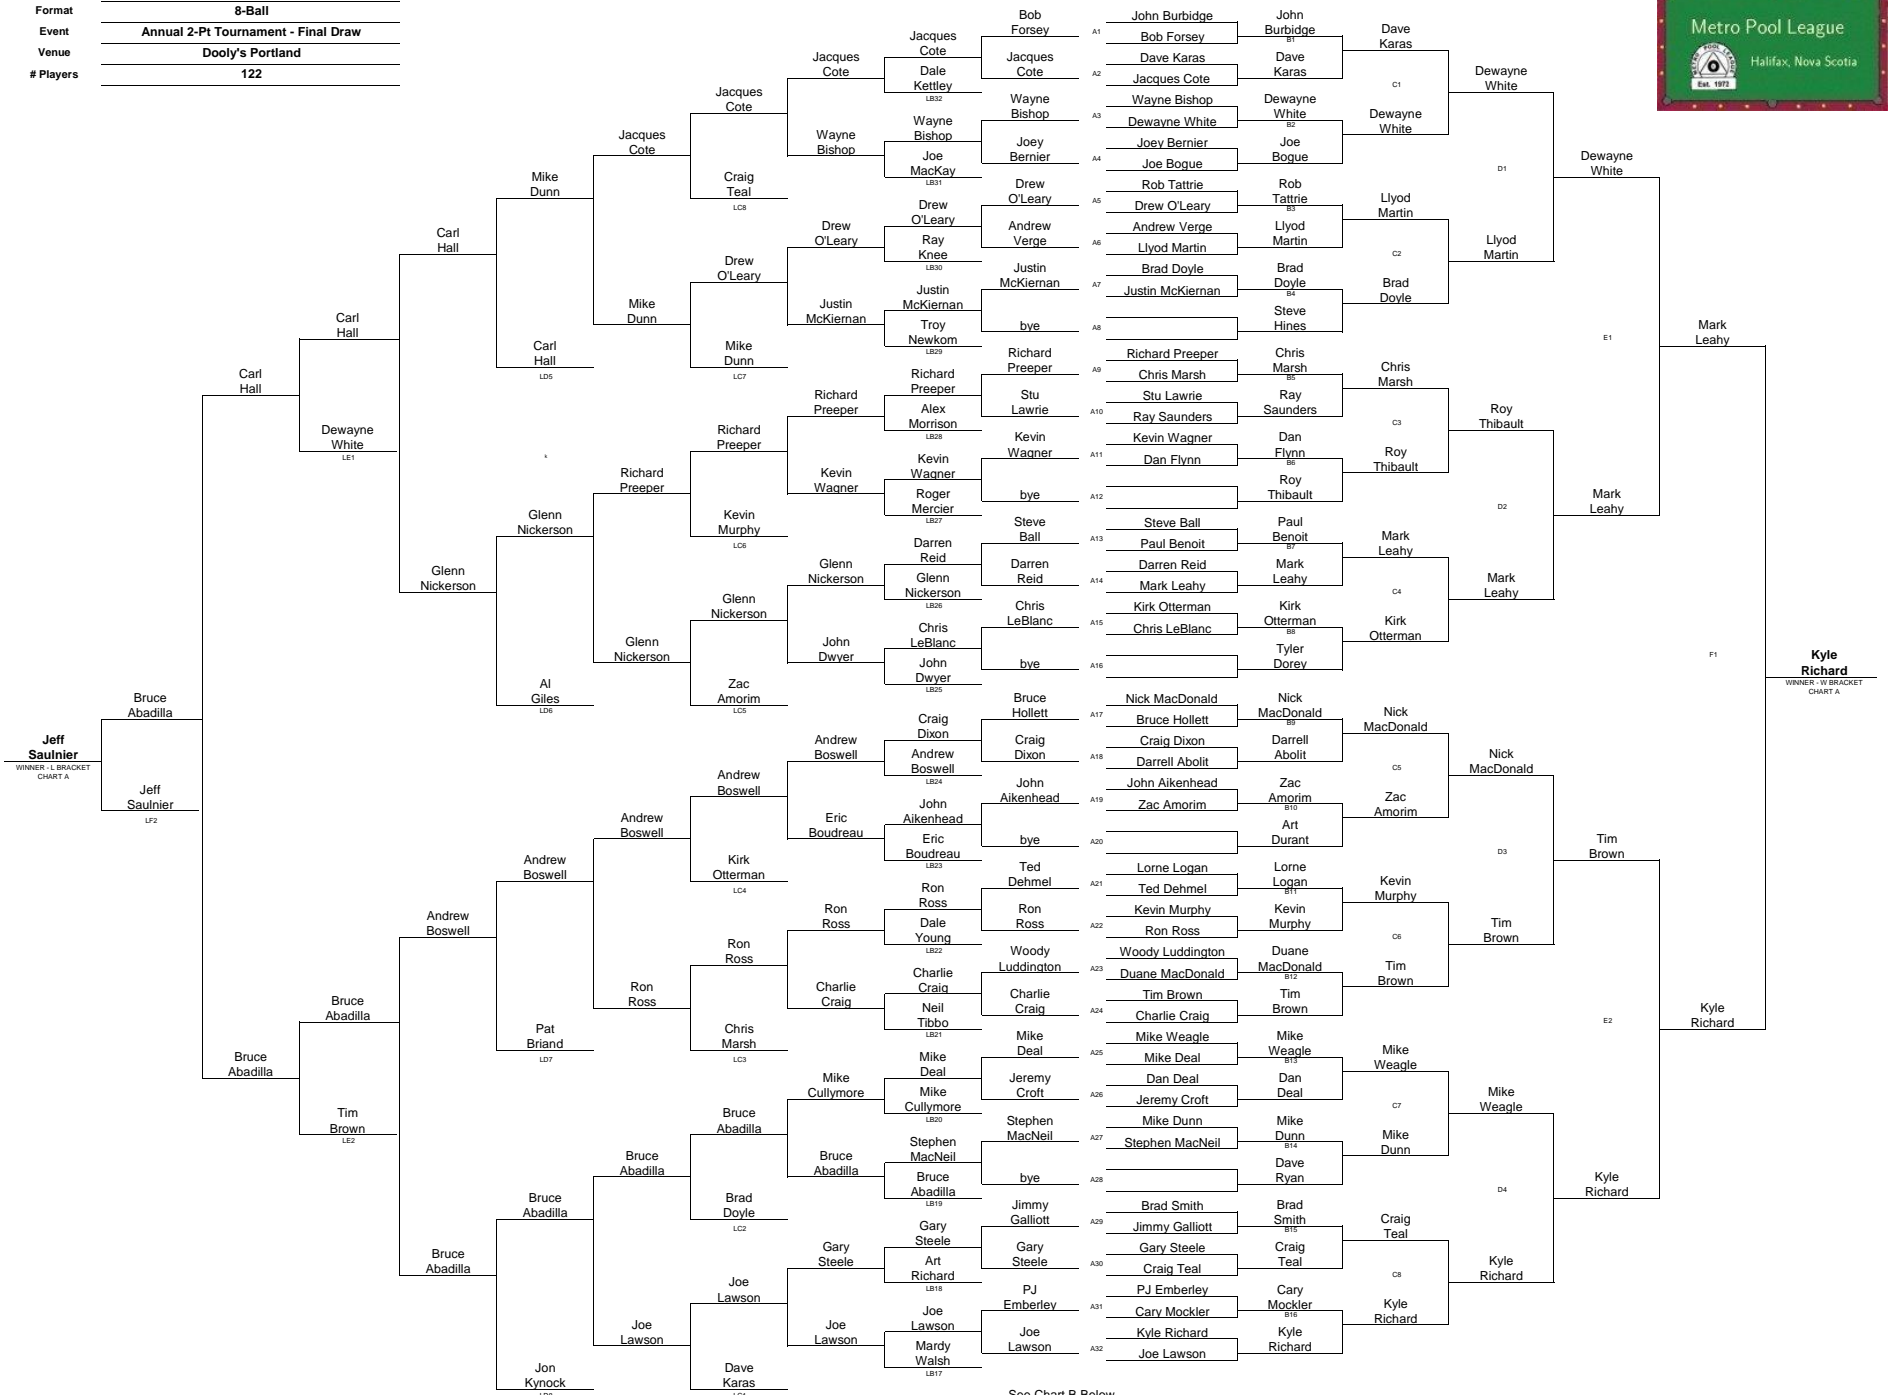 Format 8-Ball
Event Annual 2-Pt Tournament - Final Draw
Venue Dooly's Portland
# Players 122
Metro Pool League
Halifax, Nova Scotia
METRO POOL LEAGUE
Est. 1972
Jeff
Saulnier
WINNER - L BRACKET
CHART A
Bruce
Abadilla
Jeff
Saulnier
LF2
Carl
Hall
Bruce
Abadilla
Carl
Hall
Dewayne
White
LE1
Bruce
Abadilla
Tim
Brown
LE2
Carl
Hall
Glenn
Nickerson
Andrew
Boswell
Bruce
Abadilla
Mike
Dunn
Carl
Hall
LD5
Glenn
Nickerson
Al
Giles
LD6
Andrew
Boswell
Pat
Briand
LD7
Bruce
Abadilla
Jon
Kynock
Jacques
Cote
Mike
Dunn
Richard
Preeper
Glenn
Nickerson
Andrew
Boswell
Ron
Ross
Bruce
Abadilla
Joe
Lawson
Jacques
Cote
Craig
Teal
LC8
Drew
O'Leary
Mike
Dunn
LC7
Richard
Preeper
Kevin
Murphy
LC6
Glenn
Nickerson
Zac
Amorim
LC5
Andrew
Boswell
Kirk
Otterman
LC4
Ron
Ross
Chris
Marsh
LC3
Bruce
Abadilla
Brad
Doyle
LC2
Joe
Lawson
Dave
Karas
Jacques
Cote
Wayne
Bishop
Drew
O'Leary
Justin
McKiernan
Richard
Preeper
Kevin
Wagner
Glenn
Nickerson
John
Dwyer
Andrew
Boswell
Eric
Boudreau
Ron
Ross
Charlie
Craig
Mike
Cullymore
Bruce
Abadilla
Gary
Steele
Joe
Lawson
Jacques
Cote
Dale
Kettley
LB32
Wayne
Bishop
Joe
MacKay
LB31
Drew
O'Leary
Ray
Knee
LB30
Justin
McKiernan
Troy
Newkom
LB29
Richard
Preeper
Alex
Morrison
LB28
Kevin
Wagner
Roger
Mercier
LB27
Darren
Reid
Glenn
Nickerson
LB26
Chris
LeBlanc
John
Dwyer
LB25
Craig
Dixon
Andrew
Boswell
LB24
John
Aikenhead
Eric
Boudreau
LB23
Ron
Ross
Dale
Young
LB22
Charlie
Craig
Neil
Tibbo
LB21
Mike
Deal
Mike
Cullymore
LB20
Stephen
MacNeil
Bruce
Abadilla
LB19
Gary
Steele
Art
Richard
LB18
Joe
Lawson
Mardy
Walsh
LB17
Bob
Forsey
Jacques
Cote
Wayne
Bishop
Joey
Bernier
Drew
O'Leary
Andrew
Verge
Justin
McKiernan
bye
Richard
Preeper
Stu
Lawrie
Kevin
Wagner
bye
Steve
Ball
Darren
Reid
Chris
LeBlanc
bye
Bruce
Hollett
Craig
Dixon
John
Aikenhead
bye
Ted
Dehmel
Ron
Ross
Woody
Luddington
Charlie
Craig
Mike
Deal
Jeremy
Croft
Stephen
MacNeil
bye
Jimmy
Galliott
Gary
Steele
PJ
Emberley
Joe
Lawson
See Chart B Below
A1
A2
A3
A4
A5
A6
A7
A8
A9
A10
A11
A12
A13
A14
A15
A16
A17
A18
A19
A20
A21
A22
A23
A24
A25
A26
A27
A28
A29
A30
A31
A32
John Burbidge
Bob Forsey
Dave Karas
Jacques Cote
Wayne Bishop
Dewayne White
Joey Bernier
Joe Bogue
Rob Tattrie
Drew O'Leary
Andrew Verge
Llyod Martin
Brad Doyle
Justin McKiernan
Richard Preeper
Chris Marsh
Stu Lawrie
Ray Saunders
Kevin Wagner
Dan Flynn
Steve Ball
Paul Benoit
Darren Reid
Mark Leahy
Kirk Otterman
Chris LeBlanc
Nick MacDonald
Bruce Hollett
Craig Dixon
Darrell Abolit
John Aikenhead
Zac Amorim
Lorne Logan
Ted Dehmel
Kevin Murphy
Ron Ross
Woody Luddington
Duane MacDonald
Tim Brown
Charlie Craig
Mike Weagle
Mike Deal
Dan Deal
Jeremy Croft
Mike Dunn
Stephen MacNeil
Brad Smith
Jimmy Galliott
Gary Steele
Craig Teal
PJ Emberley
Cary Mockler
Kyle Richard
Joe Lawson
John
Burbidge
B1
Dave
Karas
Dewayne
White
B2
Joe
Bogue
Rob
Tattrie
B3
Llyod
Martin
Brad
Doyle
B4
Steve
Hines
Chris
Marsh
B5
Ray
Saunders
Dan
Flynn
B6
Roy
Thibault
Paul
Benoit
B7
Mark
Leahy
Kirk
Otterman
B8
Tyler
Dorey
Nick
MacDonald
B9
Darrell
Abolit
Zac
Amorim
B10
Art
Durant
Lorne
Logan
B11
Kevin
Murphy
Duane
MacDonald
B12
Tim
Brown
Mike
Weagle
B13
Dan
Deal
Mike
Dunn
B14
Dave
Ryan
Brad
Smith
B15
Craig
Teal
Cary
Mockler
B16
Kyle
Richard
Dave
Karas
C1
Dewayne
White
Llyod
Martin
C2
Brad
Doyle
Chris
Marsh
C3
Roy
Thibault
Mark
Leahy
C4
Kirk
Otterman
Nick
MacDonald
C5
Zac
Amorim
Kevin
Murphy
C6
Tim
Brown
Mike
Weagle
C7
Mike
Dunn
Craig
Teal
C8
Kyle
Richard
Dewayne
White
D1
Llyod
Martin
Roy
Thibault
D2
Mark
Leahy
Nick
MacDonald
D3
Tim
Brown
Mike
Weagle
D4
Kyle
Richard
Dewayne
White
E1
Mark
Leahy
Tim
Brown
E2
Kyle
Richard
Mark
Leahy
F1
Kyle
Richard
Kyle
Richard
WINNER - W BRACKET
CHART A